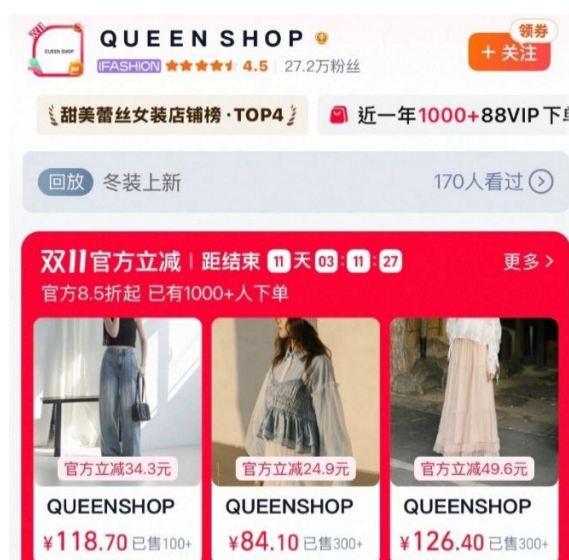 领券
QUEEN SHOP
QUEEN SHOP
+ 关注
IFASHION 4.5 27.2万粉丝
甜美蕾丝女装店铺榜·TOP4
近一年1000+88VIP下
回放 冬装上新 170人看过
双11官方立减 距结束 11天03:11:27 更多
官方8.5折起 已有1000+人下单
官方立减34.3元
官方立减24.9元
官方立减49.6元
QUEENSHOP
QUEENSHOP
QUEENSHOP
¥118.70 已售100+
¥84.10 已售300+
¥126.40 已售300+